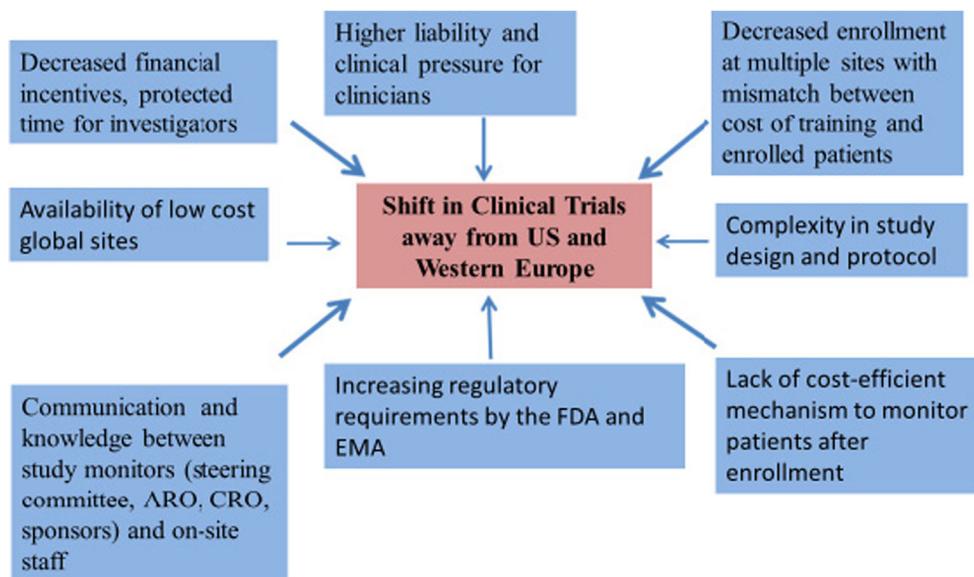 Decreased financial
incentives, protected
time for investigators
Higher liability and
clinical pressure for
clinicians
Decreased enrollment
at multiple sites with
mismatch between
cost of training and
enrolled patients
Availability of low cost
global sites
Shift in Clinical Trials
away from US and
Western Europe
Complexity in study
design and protocol
Communication and
knowledge between
study monitors (steering
committee, ARO, CRO,
sponsors) and on-site
staff
Increasing regulatory
requirements by the FDA and
EMA
Lack of cost-efficient
mechanism to monitor
patients after
enrollment